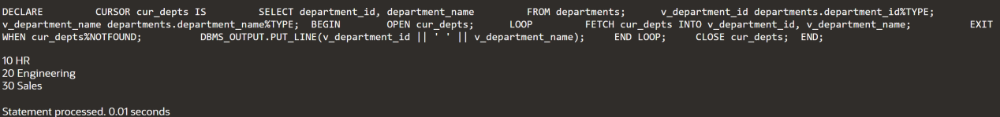 DECLARE         CURSOR cur_depts IS         SELECT department_id, department_name         FROM departments;      v_department_id departments.department_id%TYPE;
v_department_name departments.department_name%TYPE;  BEGIN        OPEN cur_depts;      LOOP         FETCH cur_depts INTO v_department_id, v_department_name;          EXIT
WHEN cur_depts%NOTFOUND;          DBMS_OUTPUT.PUT_LINE(v_department_id || ' ' || v_department_name);     END LOOP;     CLOSE cur_depts;  END;
10 HR
20 Engineering
30 Sales
Statement processed. 0.01 seconds